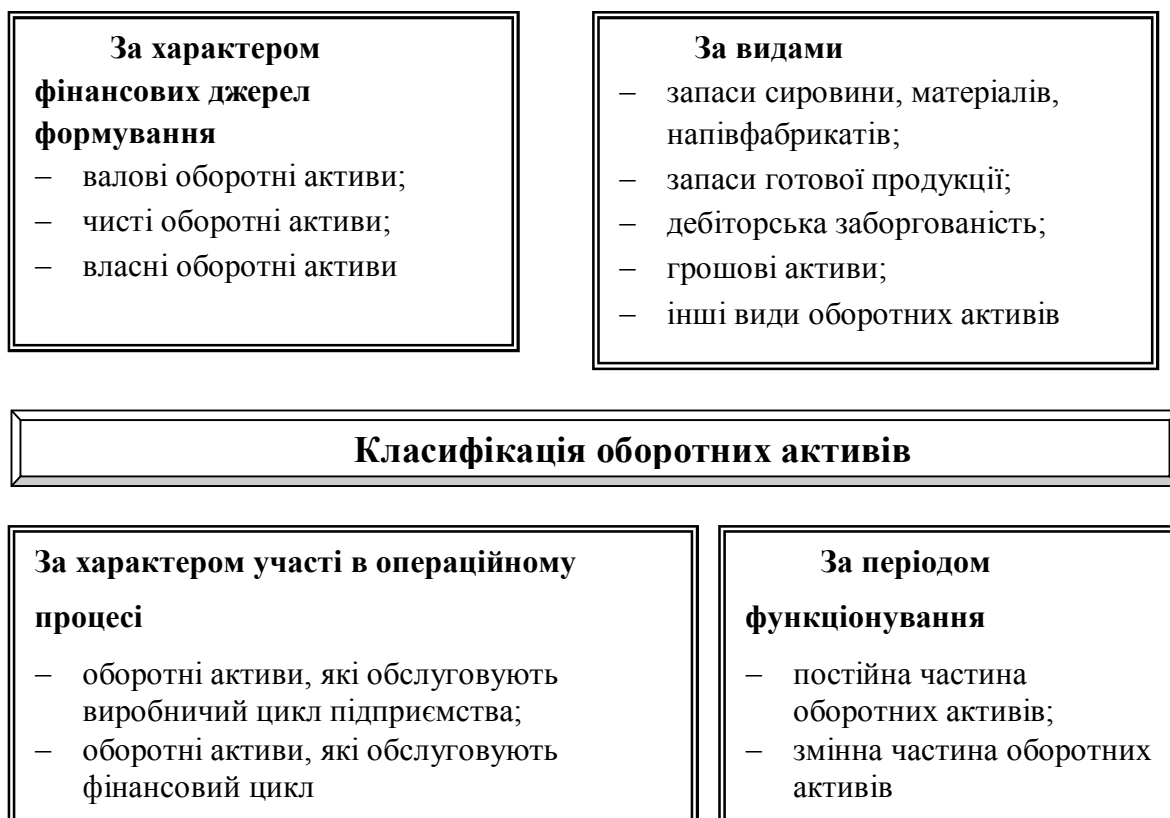 За характером
фінансових джерел
формування
– валові оборотні активи;
– чисті оборотні активи;
– власні оборотні активи
За видами
– запаси сировини, матеріалів,
напівфабрикатів;
– запаси готової продукції;
– дебіторська заборгованість;
– грошові активи;
– інші види оборотних активів
Класифікація оборотних активів
За характером участі в операційному
процесі
– оборотні активи, які обслуговують
виробничий цикл підприємства;
– оборотні активи, які обслуговують
фінансовий цикл
За періодом
функціонування
– постійна частина
оборотних активів;
– змінна частина оборотних
активів